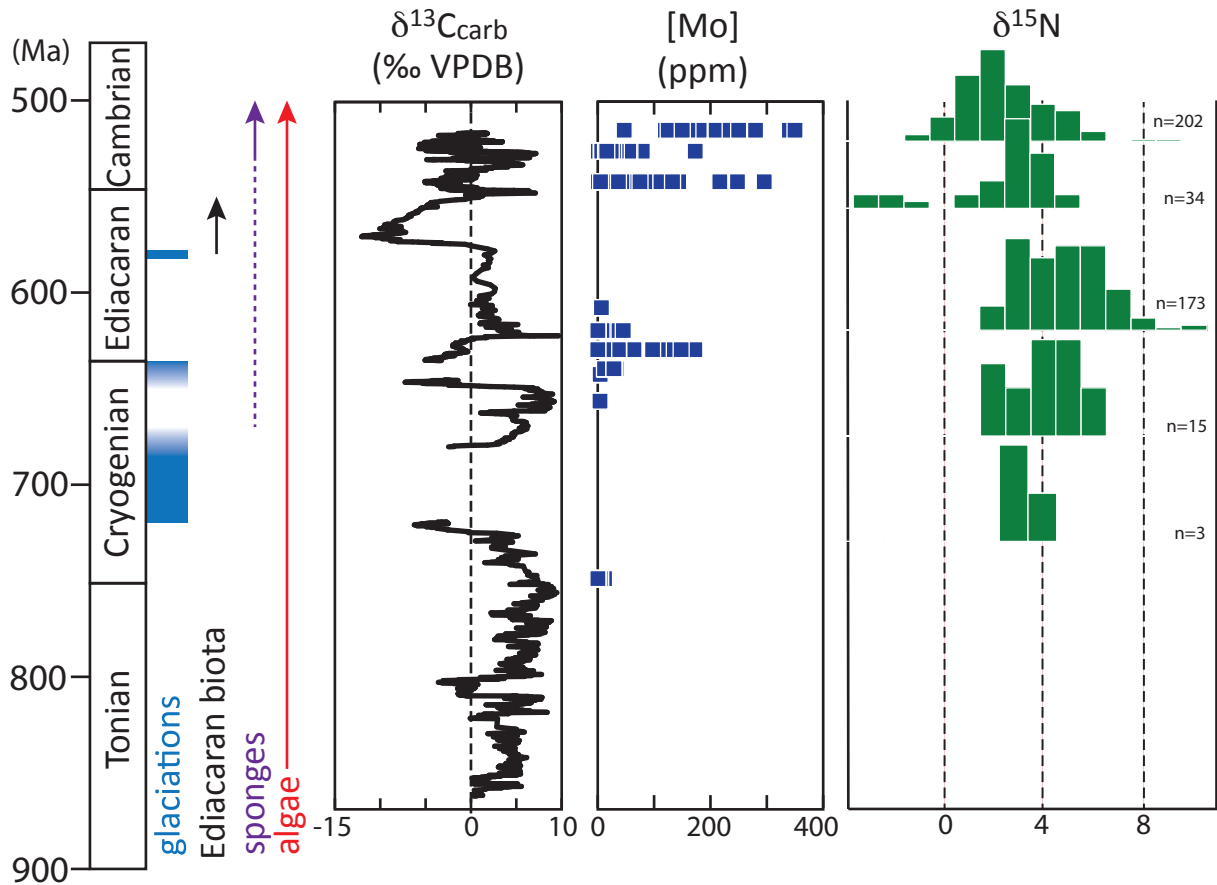 (Ma)
500
600
700
800
900
Cambrian
Ediacaran
Cryogenian
Tonian
glaciations
Ediacaran biota
sponges
algae
δ¹³Ccarb
(‰ VPDB)
-15 0 10
[Mo]
(ppm)
0 200 400
δ¹⁵N
n=202
n=34
n=173
n=15
n=3
0 4 8